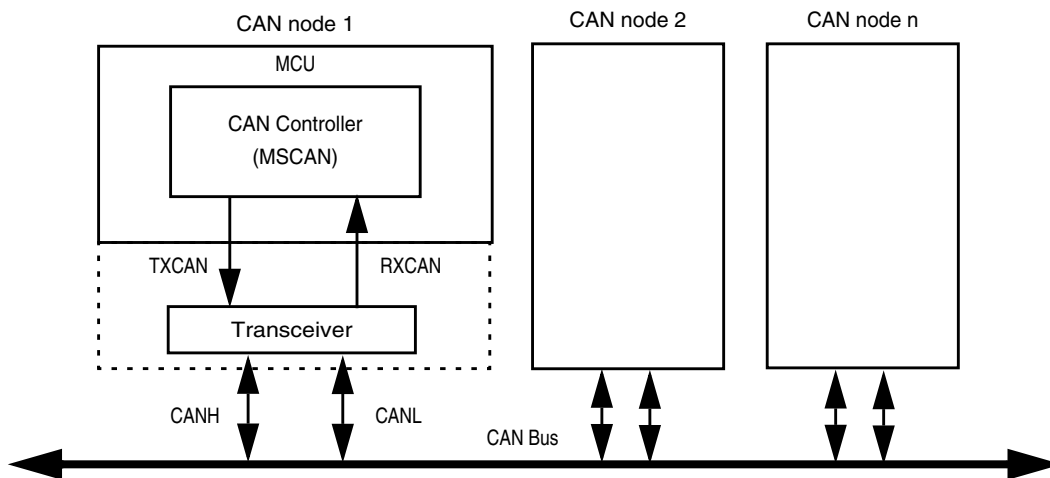 CAN node 1
CAN node 2
CAN node n
MCU
CAN Controller
(MSCAN)
TXCAN
RXCAN
Transceiver
CANH
CANL
CAN Bus